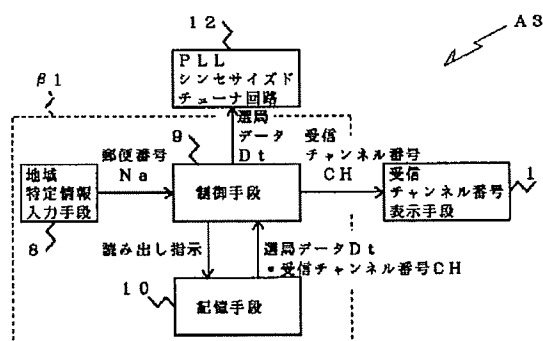 12
A3
PLL
シンセサイズド
チューナ回路
β1
選局
データ
Dt
9
郵便番号
Na
受信
チャンネル番号
CH
地域
特定情報
入力手段
8
制御手段
受信
チャンネル番号
表示手段
1
読み出し指示
選局データDt
・受信チャンネル番号CH
10
記憶手段